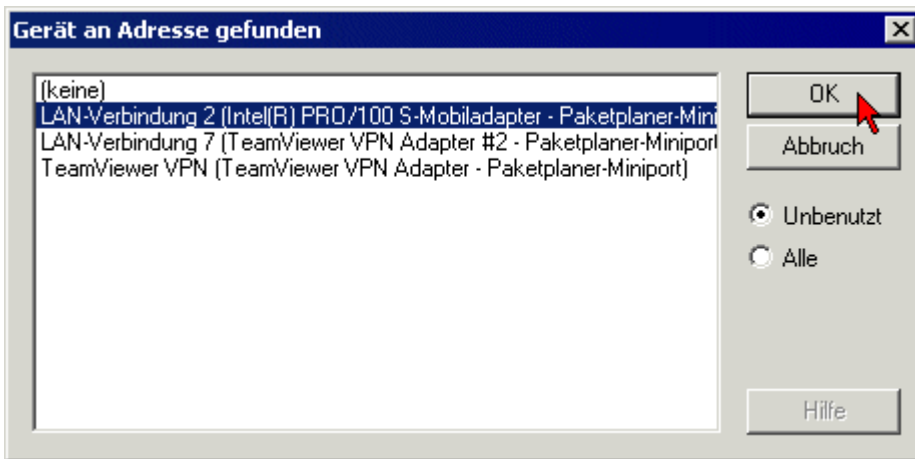 Gerät an Adresse gefunden
(keine)
LAN-Verbindung 2 (Intel(R) PRO/100 S-Mobiladapter - Paketplaner-Mini
LAN-Verbindung 7 (TeamViewer VPN Adapter #2 - Paketplaner-Miniport
TeamViewer VPN (TeamViewer VPN Adapter - Paketplaner-Miniport)
OK
Abbruch
Unbenutzt
Alle
Hilfe